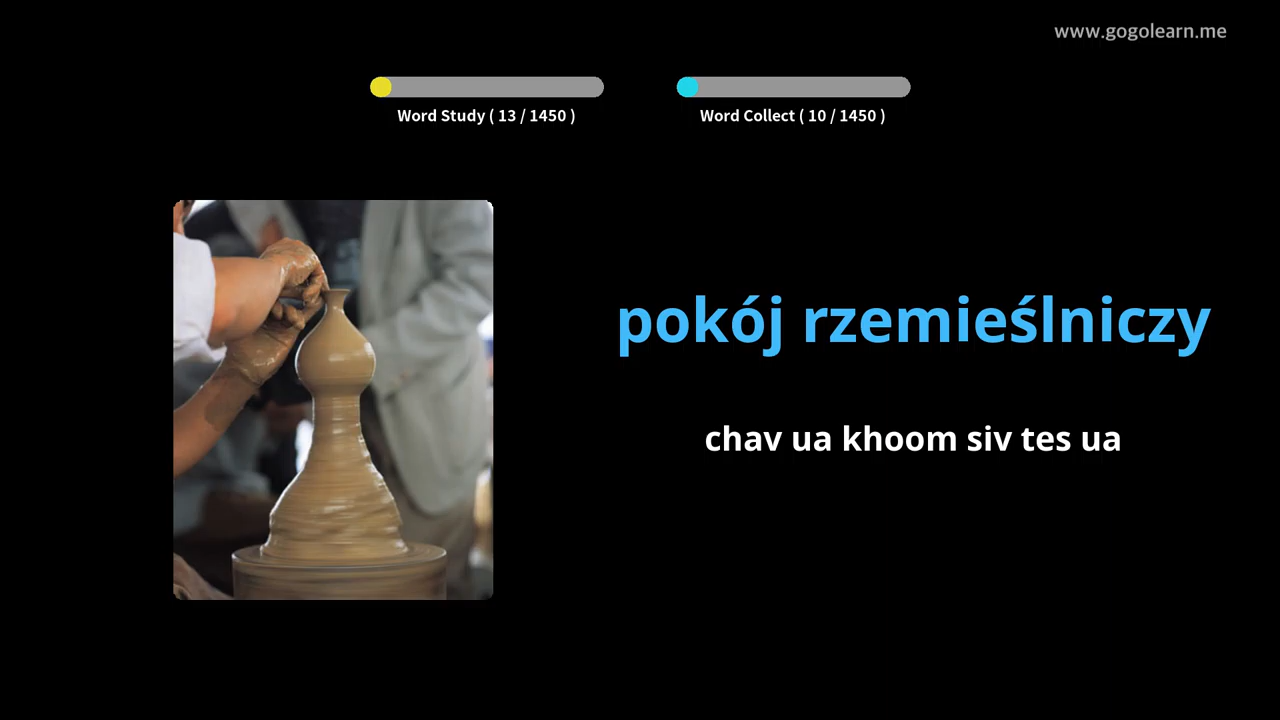 www.gogolearn.me
Word Study ( 13 / 1450 )
Word Collect ( 10 / 1450 )
pokój rzemieślniczy
chav ua khoom siv tes ua